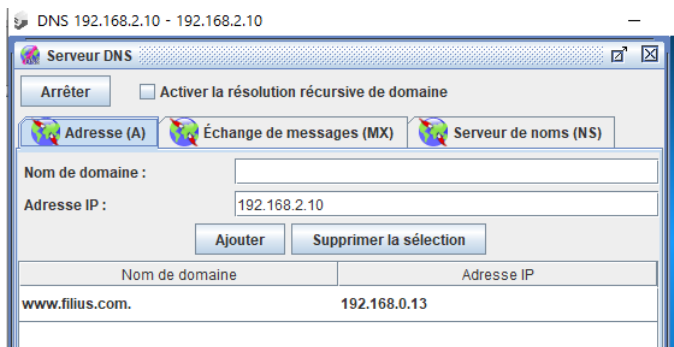 DNS 192.168.2.10 - 192.168.2.10
Serveur DNS
Arrêter Activer la résolution récursive de domaine
Adresse (A) Échange de messages (MX) Serveur de noms (NS)
Nom de domaine :
Adresse IP : 192.168.2.10
Ajouter Supprimer la sélection
Nom de domaine Adresse IP
www.filius.com. 192.168.0.13